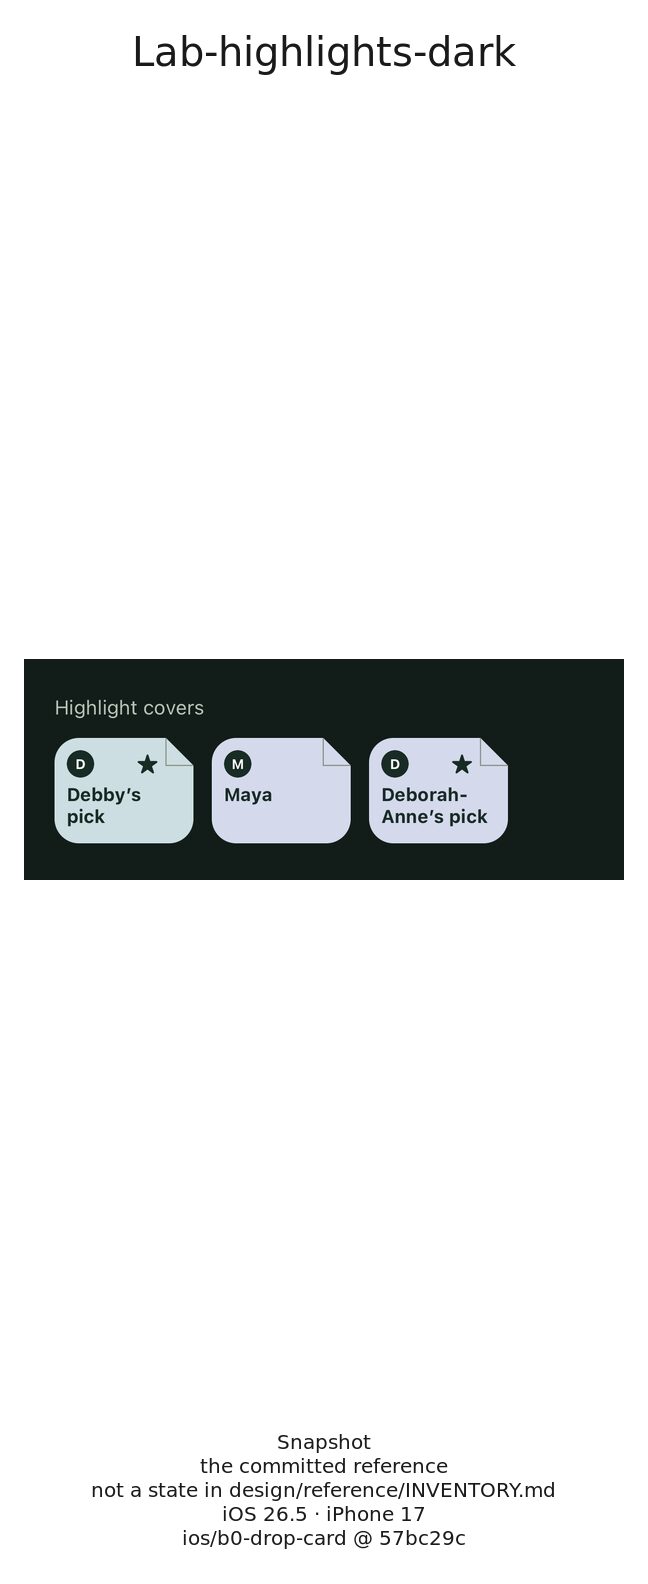 Lab-highlights-dark
Highlight covers
D
Debby’s
pick
M
Maya
D
Deborah-
Anne’s pick
Snapshot
the committed reference
not a state in design/reference/INVENTORY.md
iOS 26.5 · iPhone 17
ios/b0-drop-card @ 57bc29c